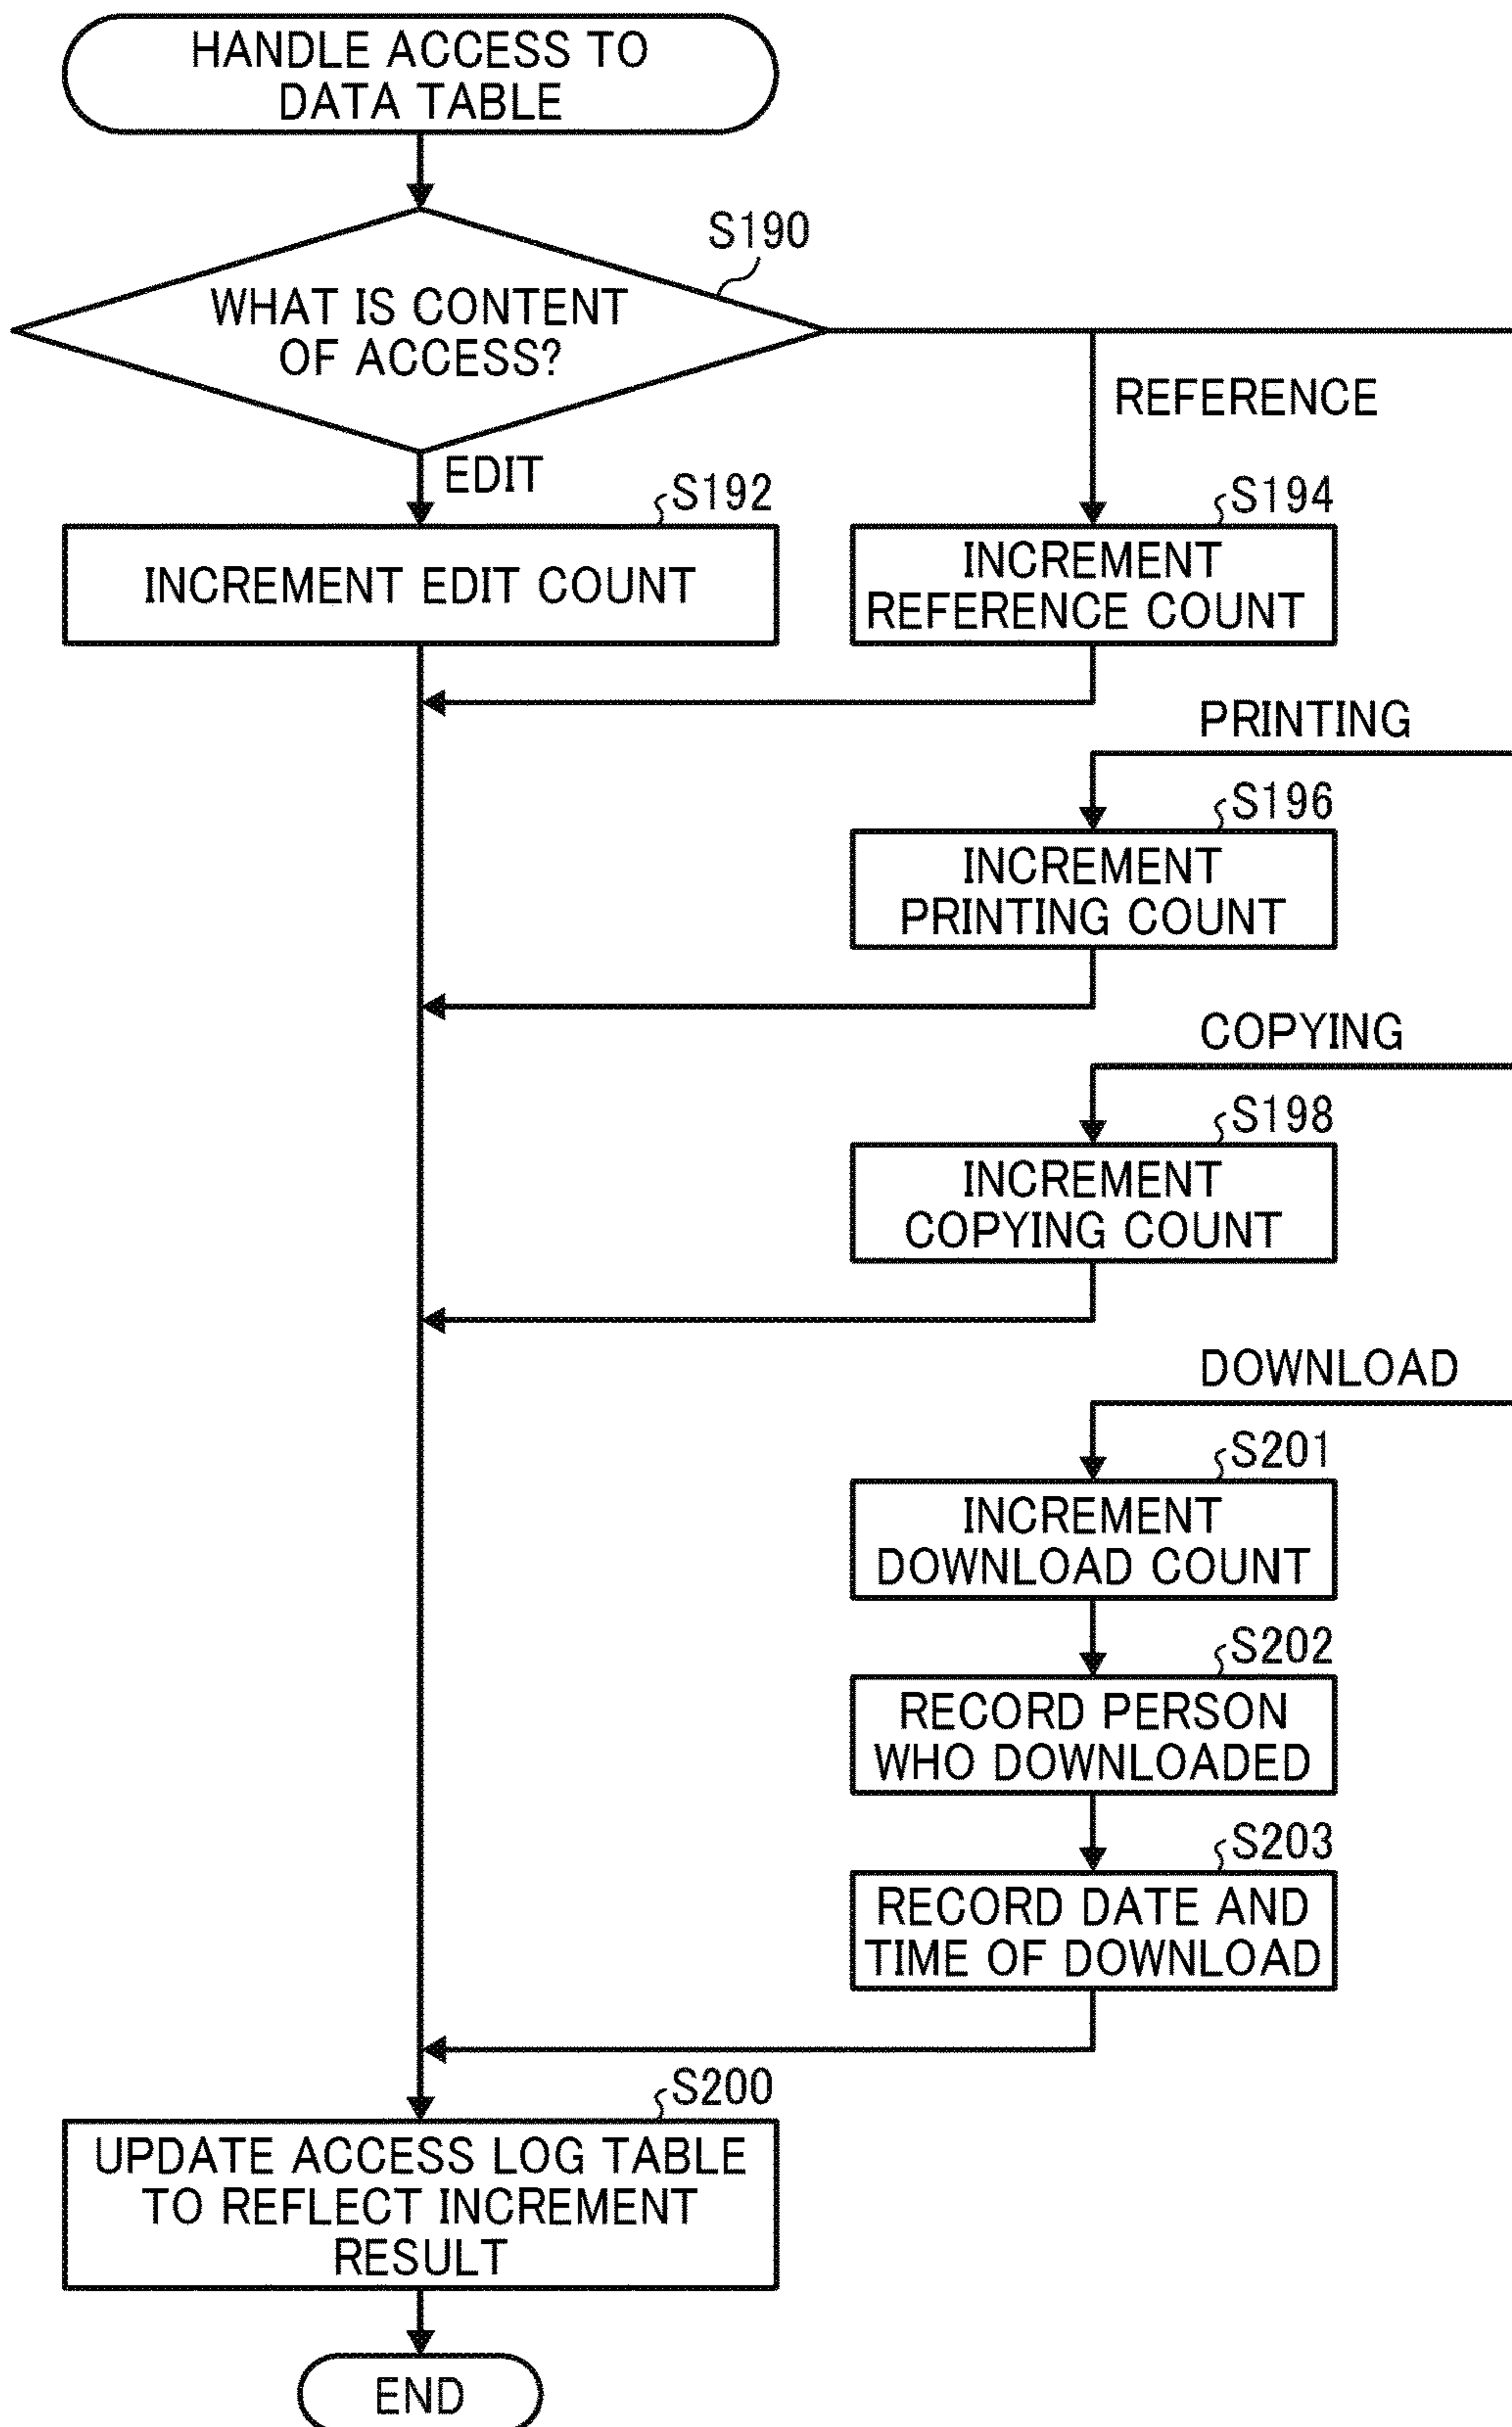 HANDLE ACCESS TO
DATA TABLE
S190
WHAT IS CONTENT
OF ACCESS?
REFERENCE
EDIT
S192
S194
INCREMENT EDIT COUNT
INCREMENT
REFERENCE COUNT
PRINTING
S196
INCREMENT
PRINTING COUNT
COPYING
S198
INCREMENT
COPYING COUNT
DOWNLOAD
S201
INCREMENT
DOWNLOAD COUNT
S202
RECORD PERSON
WHO DOWNLOADED
S203
RECORD DATE AND
TIME OF DOWNLOAD
S200
UPDATE ACCESS LOG TABLE
TO REFLECT INCREMENT
RESULT
END